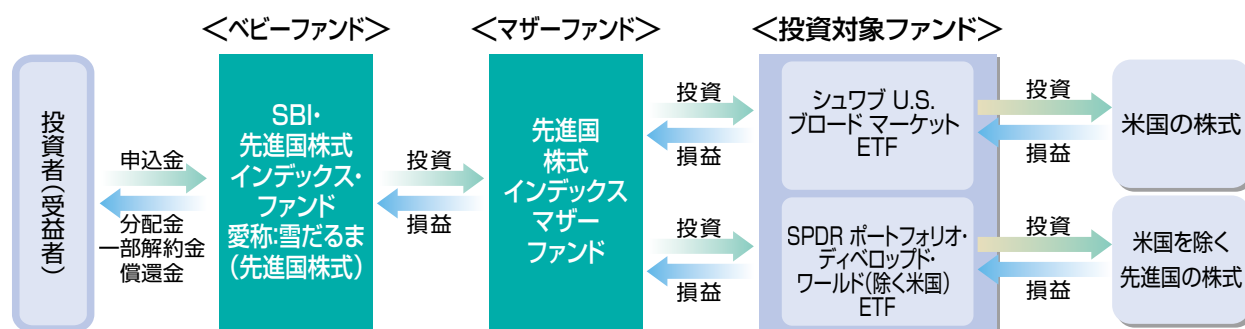 <ベビーファンド>
<マザーファンド>
<投資対象ファンド>
投資者(受益者)
申込金
分配金
一部解約金
償還金
SBI・
先進国株式
インデックス・
ファンド
愛称:雪だるま
(先進国株式)
投資
損益
先進国
株式
インデックス
マザー
ファンド
投資
損益
投資
損益
シュワブ U.S.
ブロード マーケット
ETF
SPDR ポートフォリオ・
ディベロップド・
ワールド(除く米国)
ETF
投資
損益
投資
損益
米国の株式
米国を除く
先進国の株式